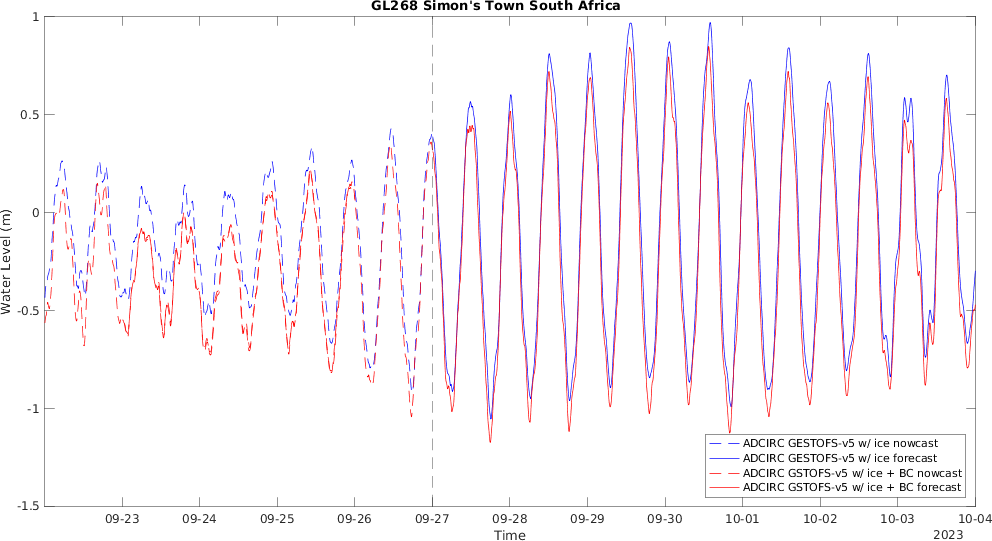 GL268 Simon's Town South Africa
1
0.5
0
-0.5
-1
-1.5
Water Level (m)
ADCIRC GESTOFS-v5 w/ ice nowcast
ADCIRC GESTOFS-v5 w/ ice forecast
ADCIRC GSTOFS-v5 w/ ice + BC nowcast
ADCIRC GSTOFS-v5 w/ ice + BC forecast
09-23 09-24 09-25 09-26 09-27 09-28 09-29 09-30 10-01 10-02 10-03 10-04
Time
2023